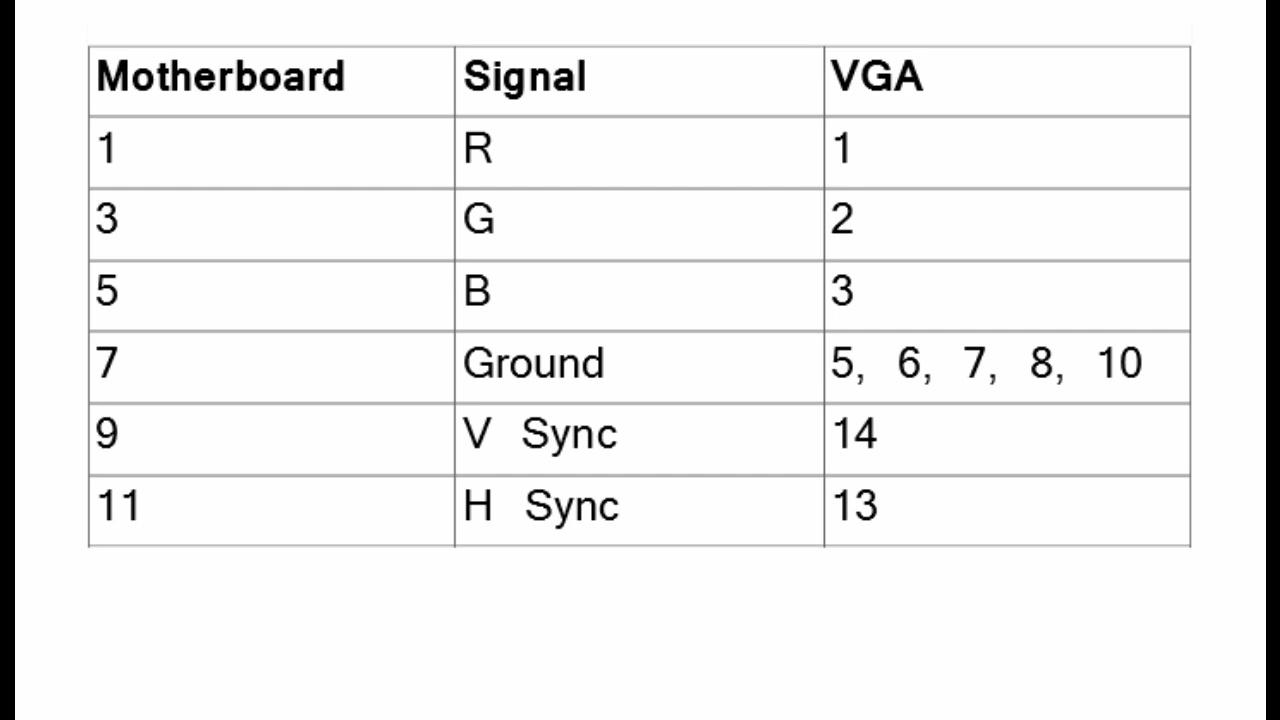 Motherboard Signal VGA
1 R 1
3 G 2
5 B 3
7 Ground 5, 6, 7, 8, 10
9 V Sync 14
11 H Sync 13